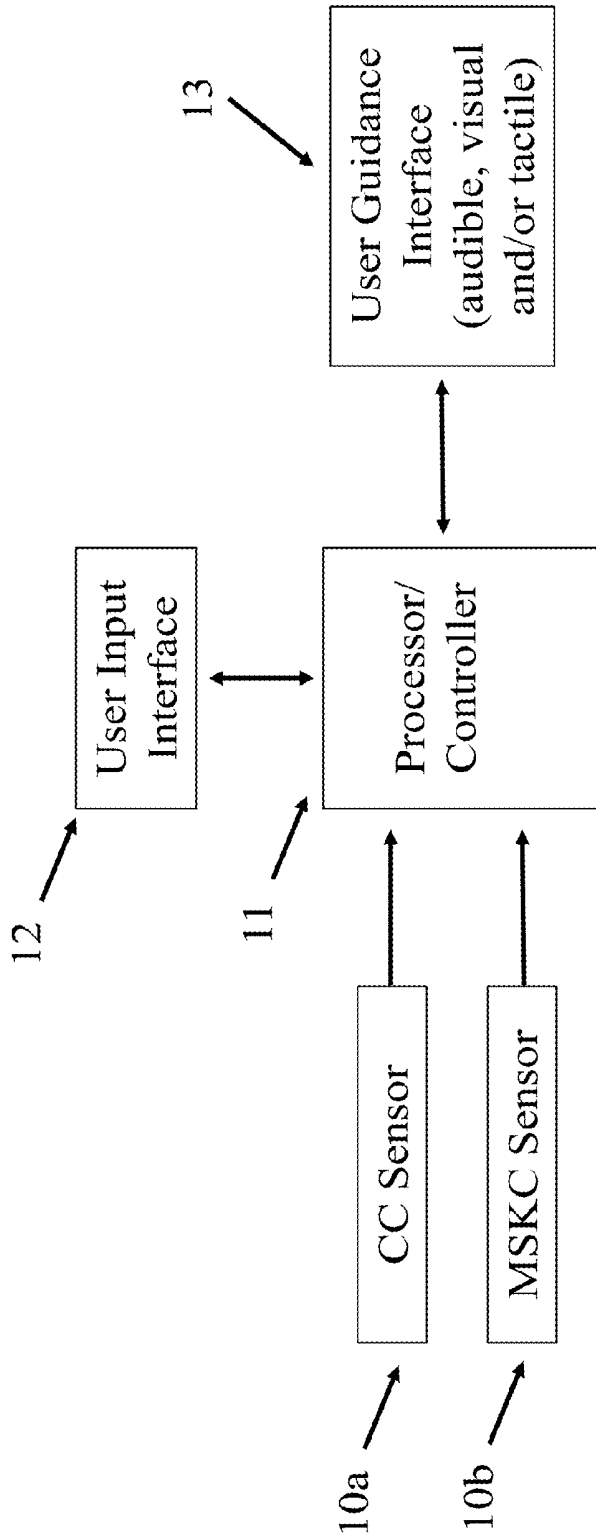 12
User Input
Interface
13
User Guidance
Interface
(audible, visual
and/or tactile)
11
Processor/
Controller
10a
CC Sensor
10b
MSKC Sensor